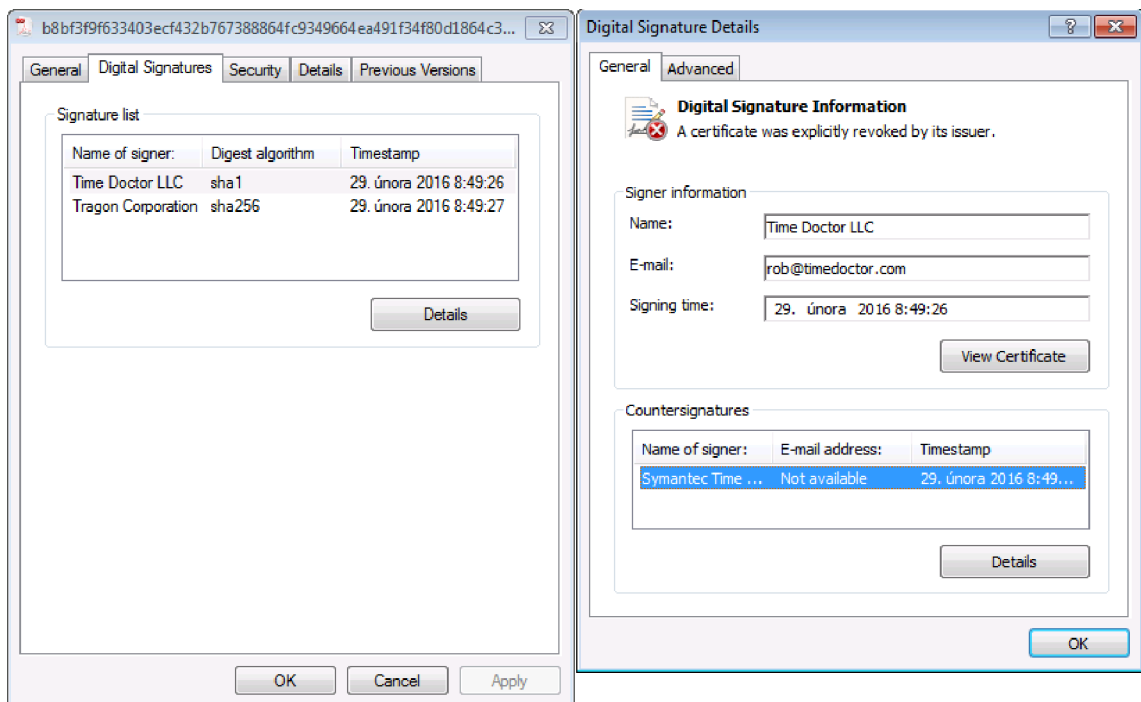 b8bf3f9f633403ecf432b767388864fc9349664ea491f34f80d1864c3...
General Digital Signatures Security Details Previous Versions
Signature list
Name of signer: Digest algorithm Timestamp
Time Doctor LLC sha1 29. února 2016 8:49:26
Tragon Corporation sha256 29. února 2016 8:49:27
Details
OK Cancel Apply
Digital Signature Details
General Advanced
Digital Signature Information
A certificate was explicitly revoked by its issuer.
Signer information
Name: Time Doctor LLC
E-mail: rob@timedoctor.com
Signing time: 29. února 2016 8:49:26
View Certificate
Countersignatures
Name of signer: E-mail address: Timestamp
Symantec Time ... Not available 29. února 2016 8:49...
Details
OK